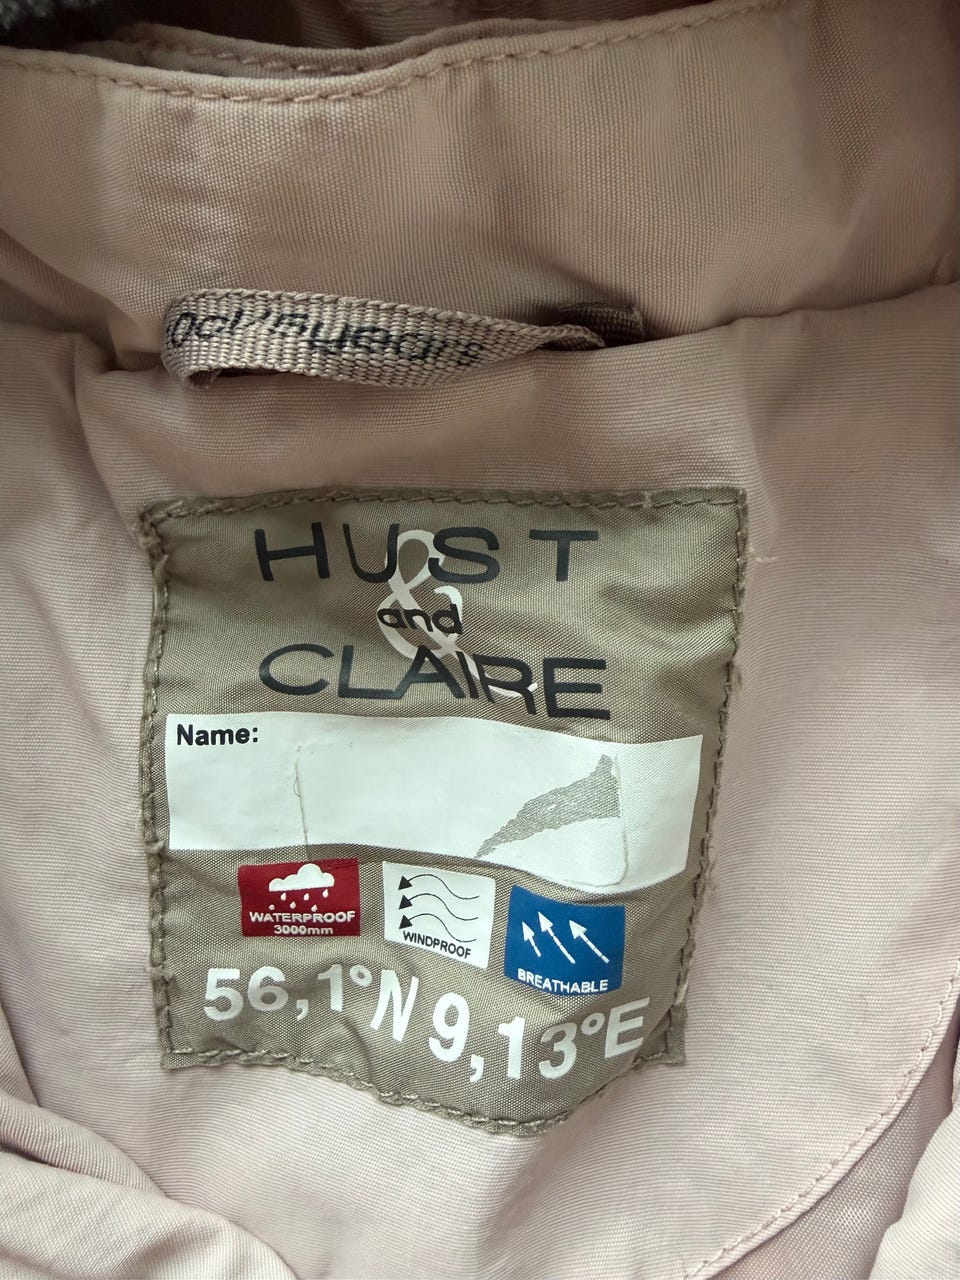 HUST
&
and
CLAIRE
Name:
WATERPROOF
3000mm
WINDPROOF
BREATHABLE
56,1°N 9,13°E